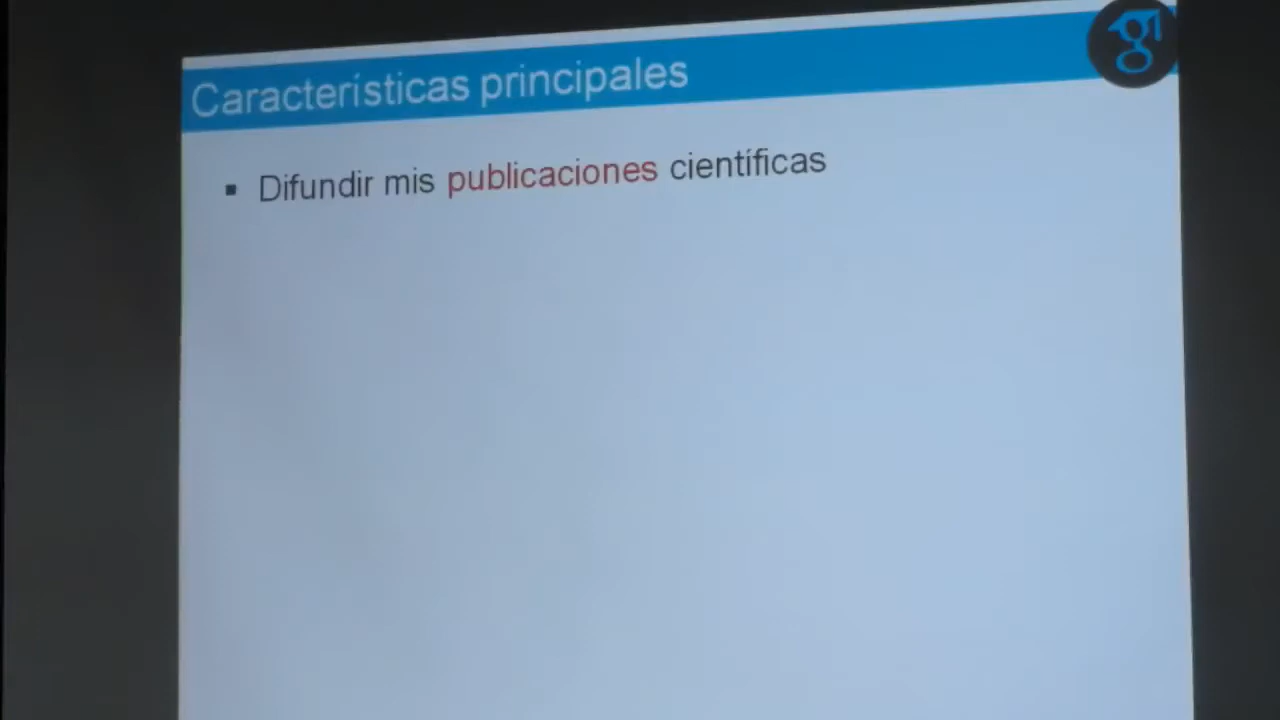 Características principales
▪ Difundir mis publicaciones científicas